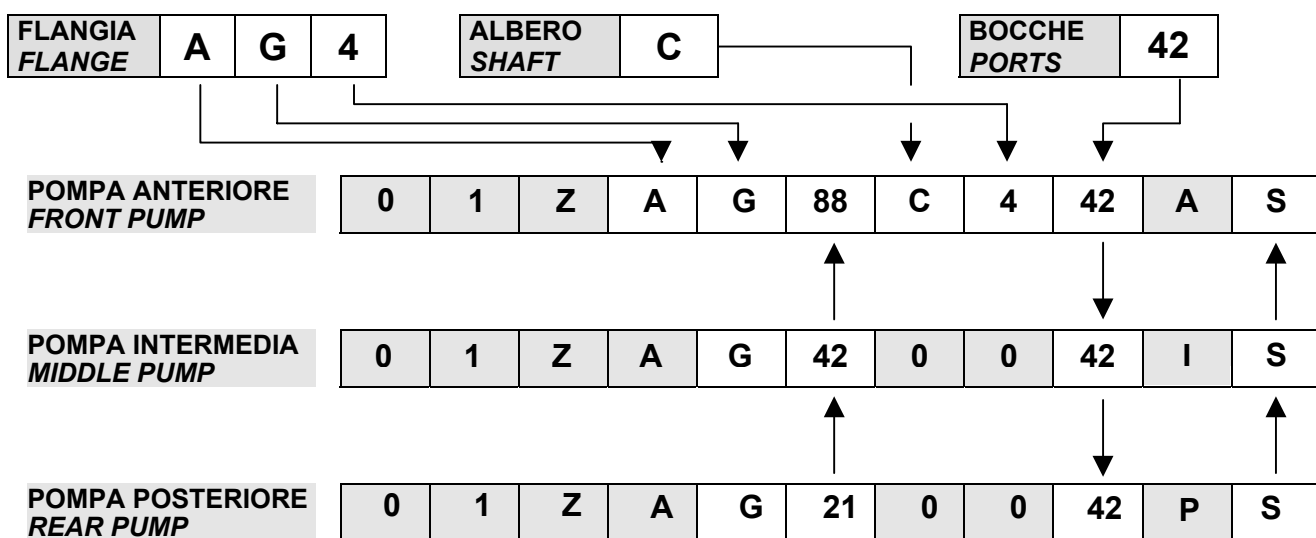 FLANGIA A G 4 ALBERO C BOCCHE 42
FLANGE SHAFT PORTS
POMPA ANTERIORE 0 1 Z A G 88 C 4 42 A S
FRONT PUMP
POMPA INTERMEDIA 0 1 Z A G 42 0 0 42 I S
MIDDLE PUMP
POMPA POSTERIORE 0 1 Z A G 21 0 0 42 P S
REAR PUMP